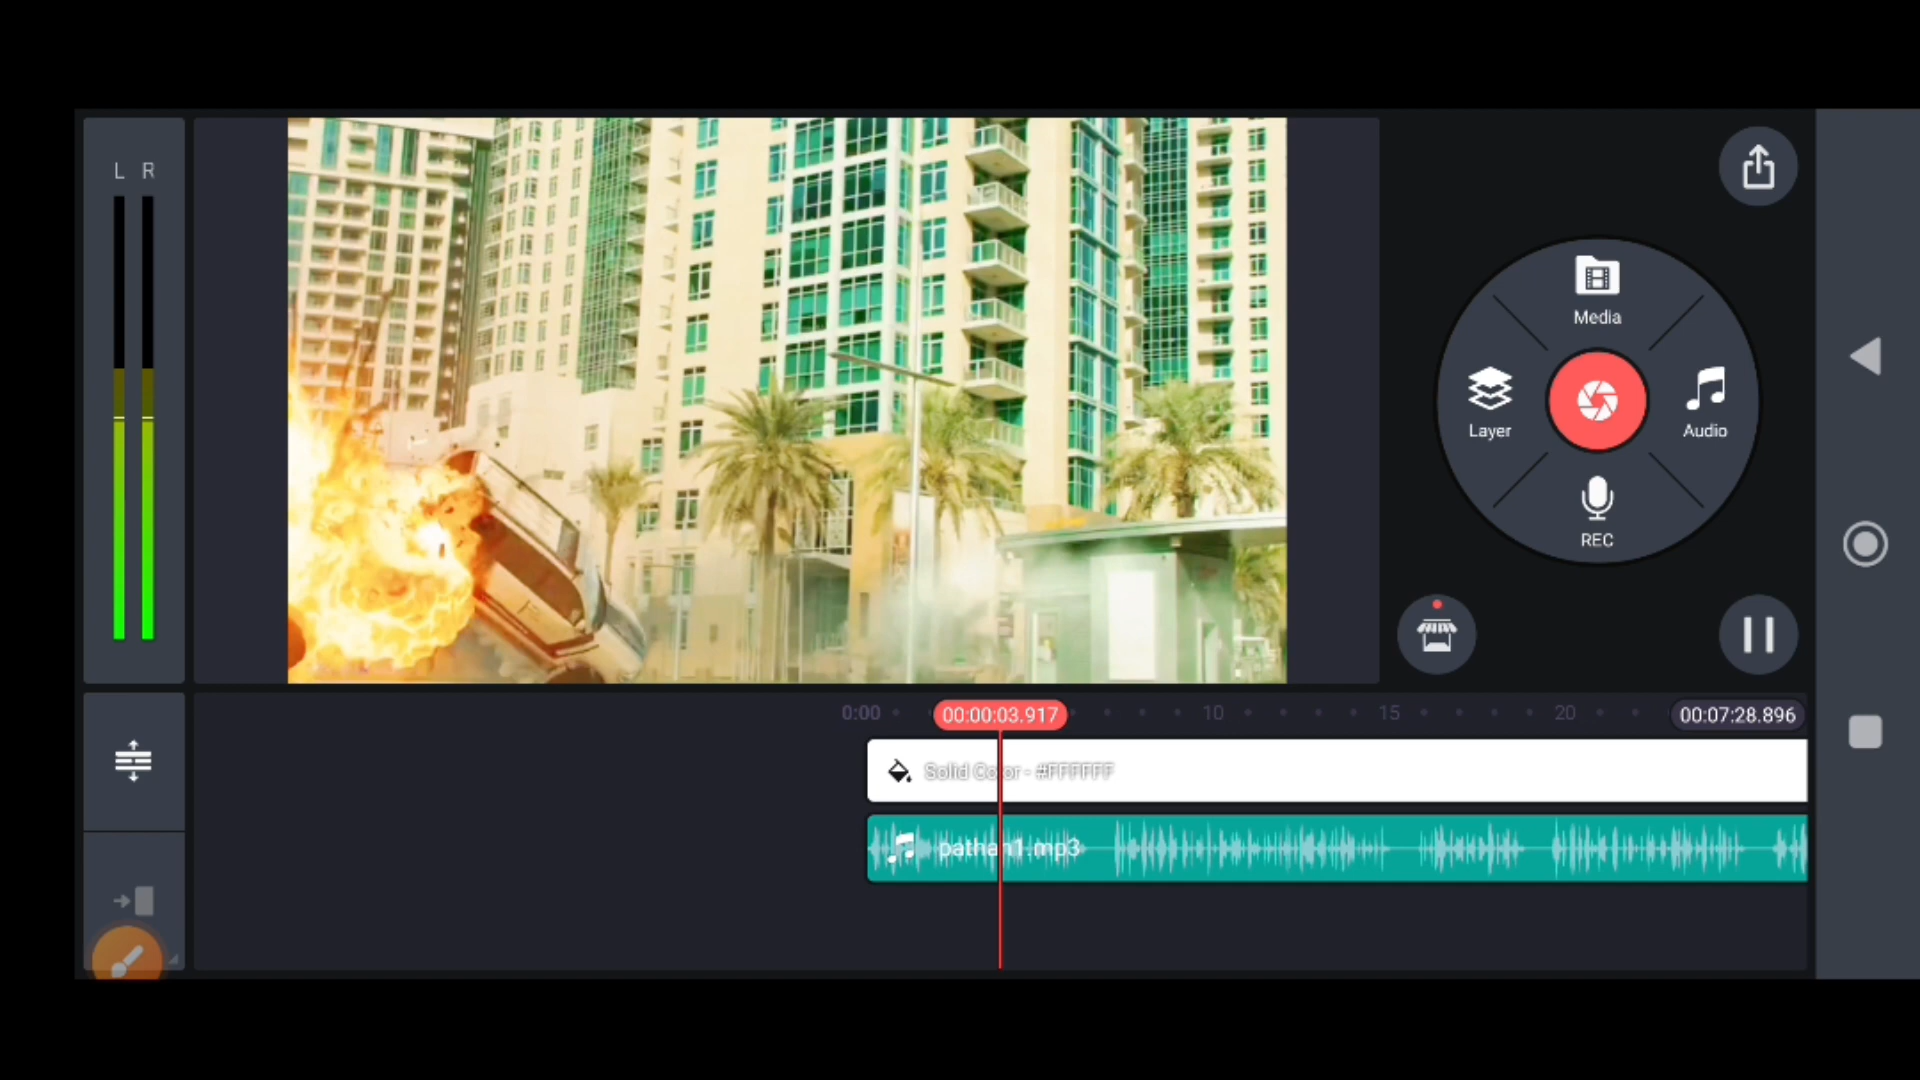 L R
Media
Layer
Audio
REC
0:00
00:00:03.917
10
15
20
00:07:28.896
Solid Color - #FFFFFF
pathan1.mp3